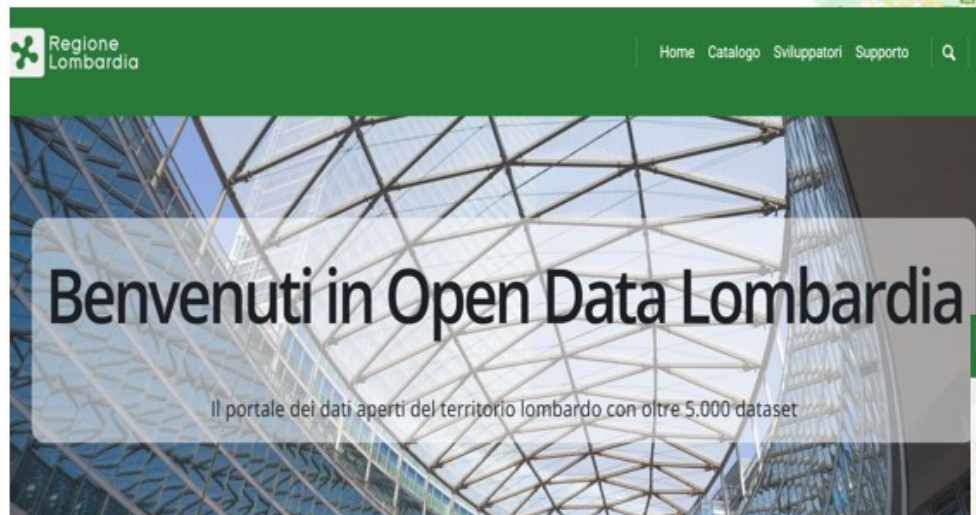 Regione
Lombardia
Home Catalogo Sviluppatori Supporto
Benvenuti in Open Data Lombardia
Il portale dei dati aperti del territorio lombardo con oltre 5.000 dataset